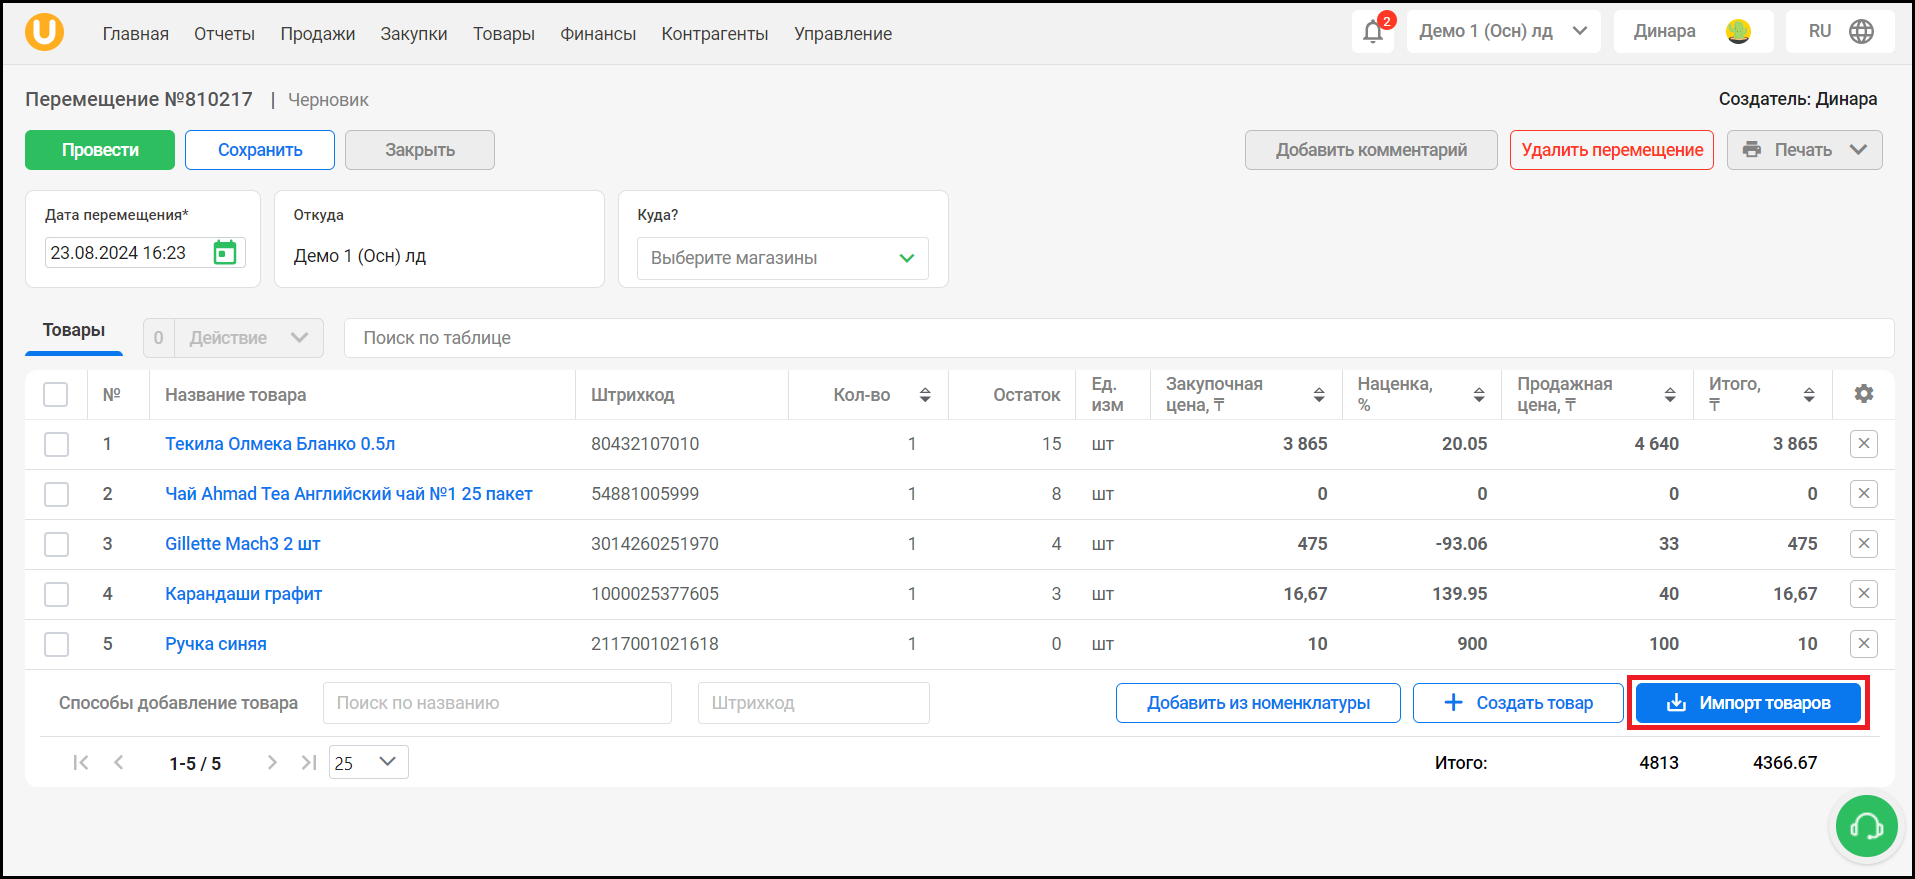 U Главная Отчеты Продажи Закупки Товары Финансы Контрагенты Управление 2 Демо 1 (Осн) лд Динара RU
Перемещение №810217 | Черновик Создатель: Динара
Провести Сохранить Закрыть Добавить комментарий Удалить перемещение Печать
Дата перемещения* Откуда Куда?
23.08.2024 16:23 Демо 1 (Осн) лд Выберите магазины
Товары 0 Действие Поиск по таблице
№ Название товара Штрихкод Кол-во Остаток Ед. изм Закупочная цена, ₸ Наценка, % Продажная цена, ₸ Итого, ₸
1 Текила Олмека Бланко 0.5л 80432107010 1 15 шт 3 865 20.05 4 640 3 865
2 Чай Ahmad Tea Английский чай №1 25 пакет 54881005999 1 8 шт 0 0 0 0
3 Gillette Mach3 2 шт 3014260251970 1 4 шт 475 -93.06 33 475
4 Карандаши графит 1000025377605 1 3 шт 16,67 139.95 40 16,67
5 Ручка синяя 2117001021618 1 0 шт 10 900 100 10
Способы добавление товара Поиск по названию Штрихкод Добавить из номенклатуры + Создать товар Импорт товаров
1-5 / 5 25 Итого: 4813 4366.67